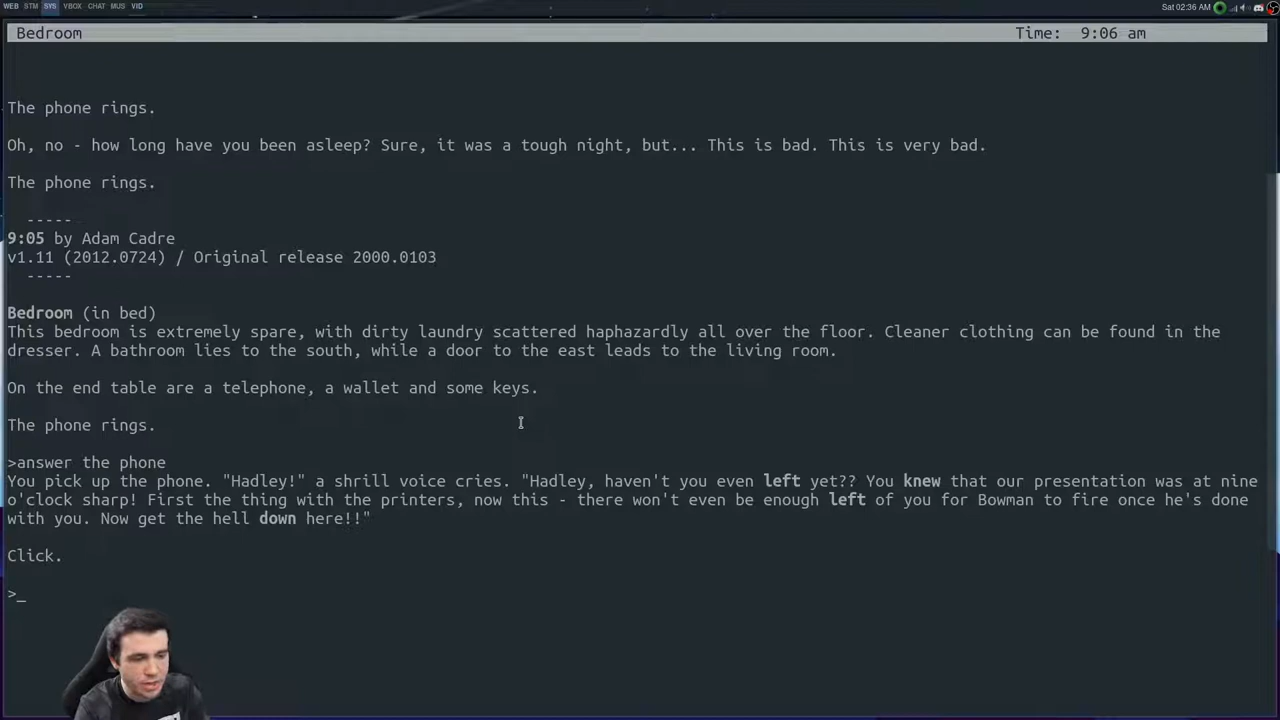 WEB STM SYS VBOX CHAT MUS VID
Sat 02:36 AM
Bedroom Time: 9:06 am
The phone rings.
Oh, no - how long have you been asleep? Sure, it was a tough night, but... This is bad. This is very bad.
The phone rings.
-----
9:05 by Adam Cadre
v1.11 (2012.0724) / Original release 2000.0103
-----
Bedroom (in bed)
This bedroom is extremely spare, with dirty laundry scattered haphazardly all over the floor. Cleaner clothing can be found in the
dresser. A bathroom lies to the south, while a door to the east leads to the living room.
On the end table are a telephone, a wallet and some keys.
The phone rings.
>answer the phone
You pick up the phone. "Hadley!" a shrill voice cries. "Hadley, haven't you even left yet?? You knew that our presentation was at nine
o'clock sharp! First the thing with the printers, now this - there won't even be enough left of you for Bowman to fire once he's done
with you. Now get the hell down here!!"
Click.
>_